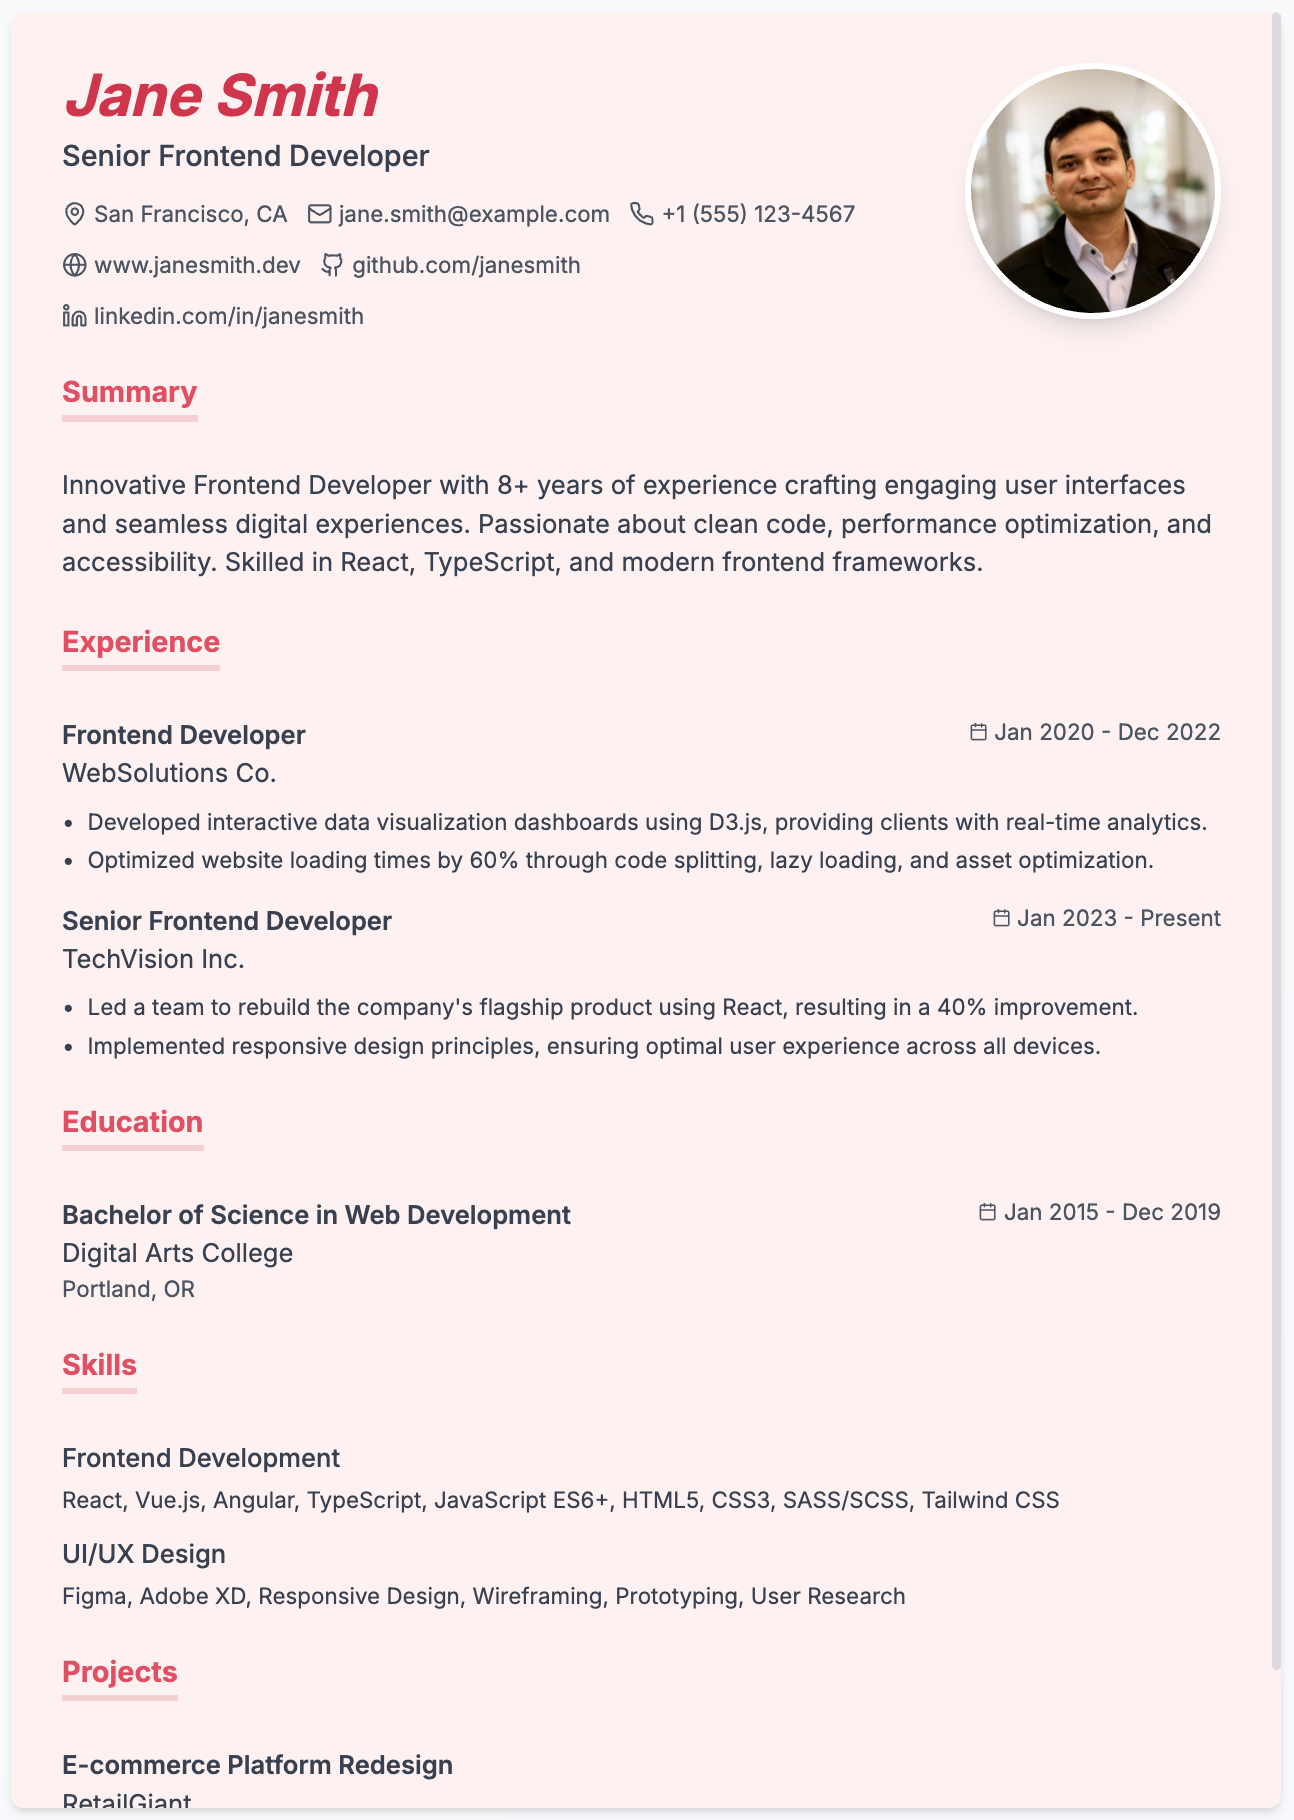 Jane Smith
Senior Frontend Developer
San Francisco, CA jane.smith@example.com +1 (555) 123-4567
www.janesmith.dev github.com/janesmith
linkedin.com/in/janesmith
Summary
Innovative Frontend Developer with 8+ years of experience crafting engaging user interfaces
and seamless digital experiences. Passionate about clean code, performance optimization, and
accessibility. Skilled in React, TypeScript, and modern frontend frameworks.
Experience
Frontend Developer Jan 2020 - Dec 2022
WebSolutions Co.
• Developed interactive data visualization dashboards using D3.js, providing clients with real-time analytics.
• Optimized website loading times by 60% through code splitting, lazy loading, and asset optimization.
Senior Frontend Developer Jan 2023 - Present
TechVision Inc.
• Led a team to rebuild the company's flagship product using React, resulting in a 40% improvement.
• Implemented responsive design principles, ensuring optimal user experience across all devices.
Education
Bachelor of Science in Web Development Jan 2015 - Dec 2019
Digital Arts College
Portland, OR
Skills
Frontend Development
React, Vue.js, Angular, TypeScript, JavaScript ES6+, HTML5, CSS3, SASS/SCSS, Tailwind CSS
UI/UX Design
Figma, Adobe XD, Responsive Design, Wireframing, Prototyping, User Research
Projects
E-commerce Platform Redesign
RetailGiant